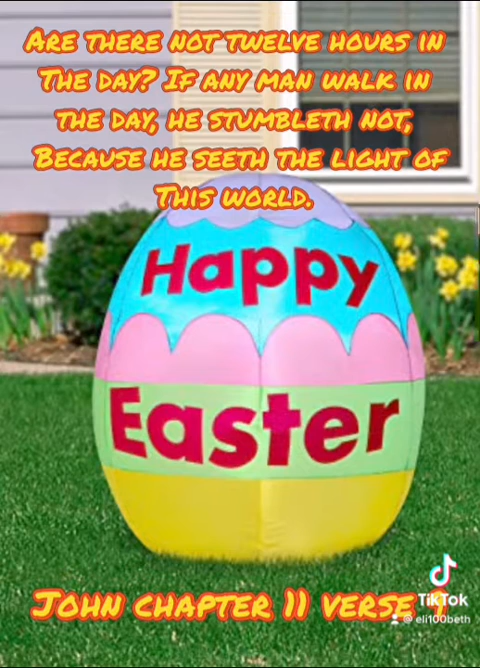 Are there not twelve hours in
The day? If any man walk in
the day, he stumbleth not,
Because he seeth the light of
This world.
Happy
Easter
John chapter 11 verse
TikTok
@eli100beth